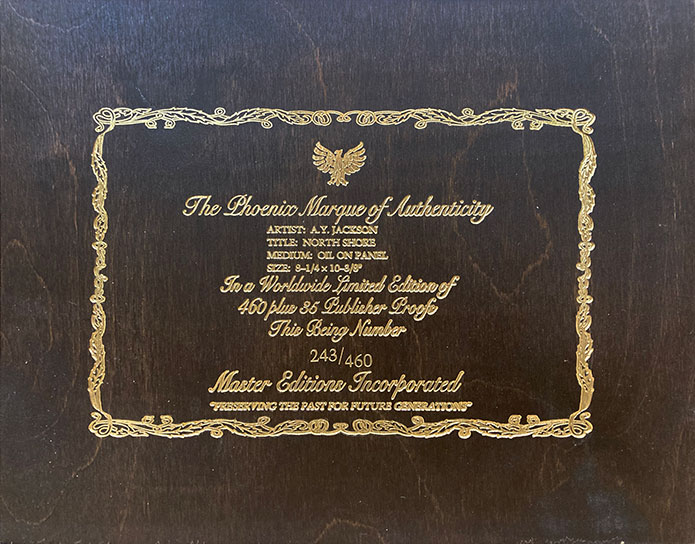 The Phoenix Marque of Authenticity
ARTIST: A.Y. JACKSON
TITLE: NORTH SHORE
MEDIUM: OIL ON PANEL
SIZE: 8-1/4 x 10-3/8"
In a Worldwide Limited Edition of
460 plus 35 Publisher Proofs
This Being Number
243/460
Master Editions Incorporated
"PRESERVING THE PAST FOR FUTURE GENERATIONS"